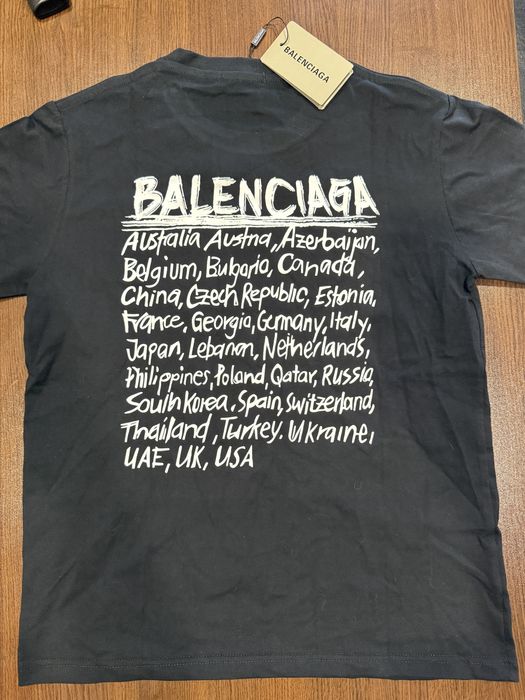 BALENCIAGA
BALENCIAGA
Australia Austria, Azerbaijan,
Belgium, Bulgaria, Canada,
China, Czech Republic, Estonia,
France, Georgia, Germany, Italy,
Japan, Lebanon, Netherlands,
Philippines, Poland, Qatar, Russia,
South Korea, Spain, Switzerland,
Thailand, Turkey. Ukraine,
UAE, UK, USA